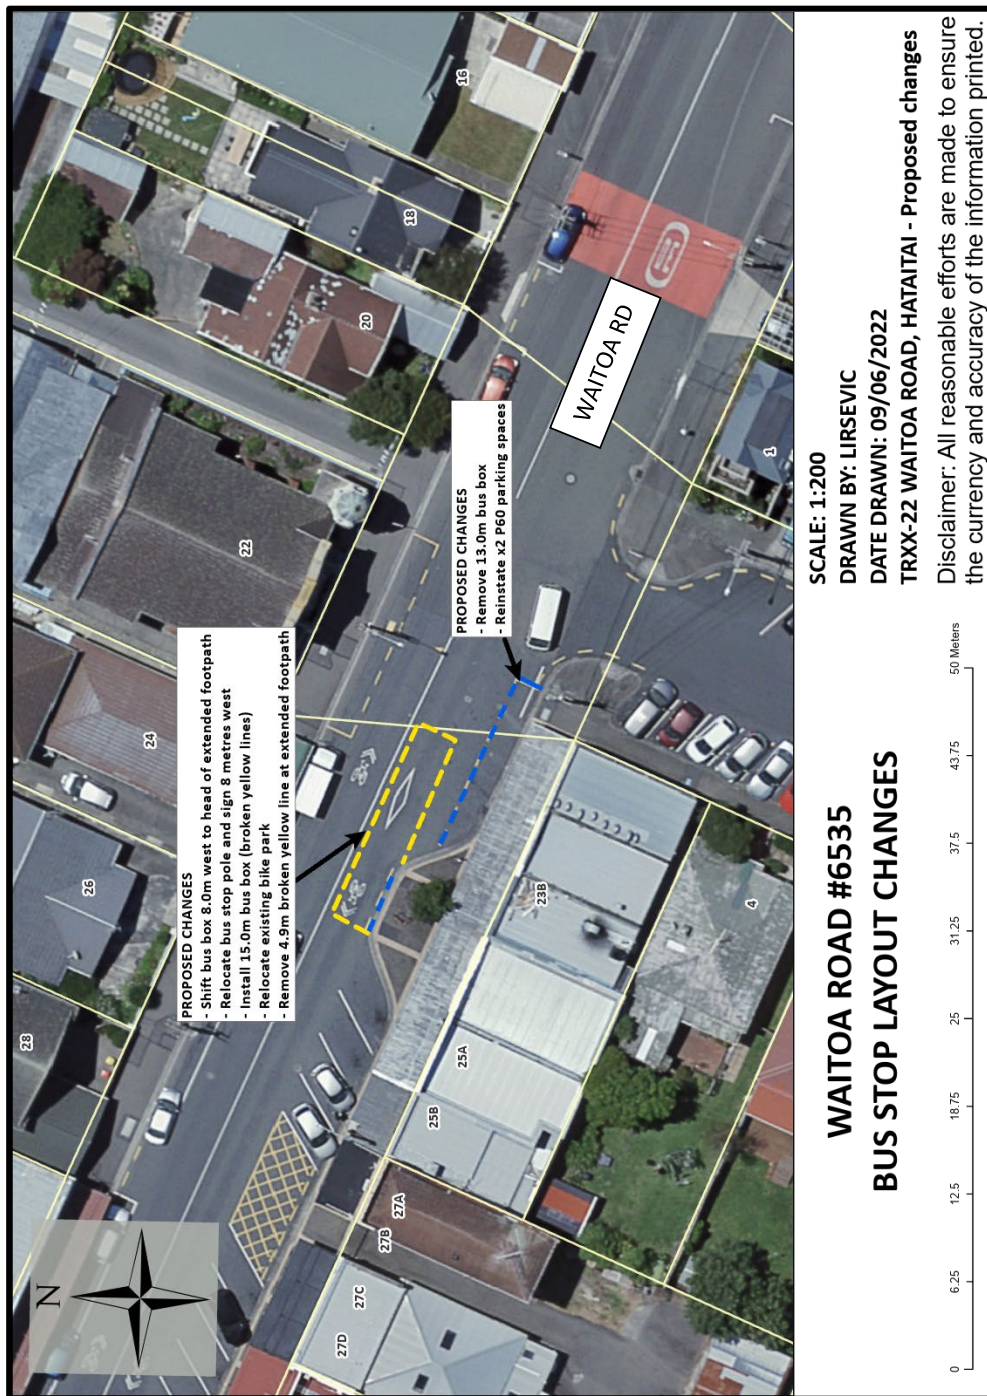 N
PROPOSED CHANGES
- Shift bus box 8.0m west to head of extended footpath
- Relocate bus stop pole and sign 8 metres west
- Install 15.0m bus box (broken yellow lines)
- Relocate existing bike park
- Remove 4.9m broken yellow line at extended footpath
PROPOSED CHANGES
- Remove 13.0m bus box
- Reinstate x2 P60 parking spaces
WAITOA RD
28
26
24
22
20
18
16
27D
27C
27B
27A
25B
25A
23B
4
1
WAITOA ROAD #6535
BUS STOP LAYOUT CHANGES
0 6.25 12.5 18.75 25 31.25 37.5 43.75 50 Meters
SCALE: 1:200
DRAWN BY: LIRSEVIC
DATE DRAWN: 09/06/2022
TRXX-22 WAITOA ROAD, HATAITAI - Proposed changes
Disclaimer: All reasonable efforts are made to ensure
the currency and accuracy of the information printed.